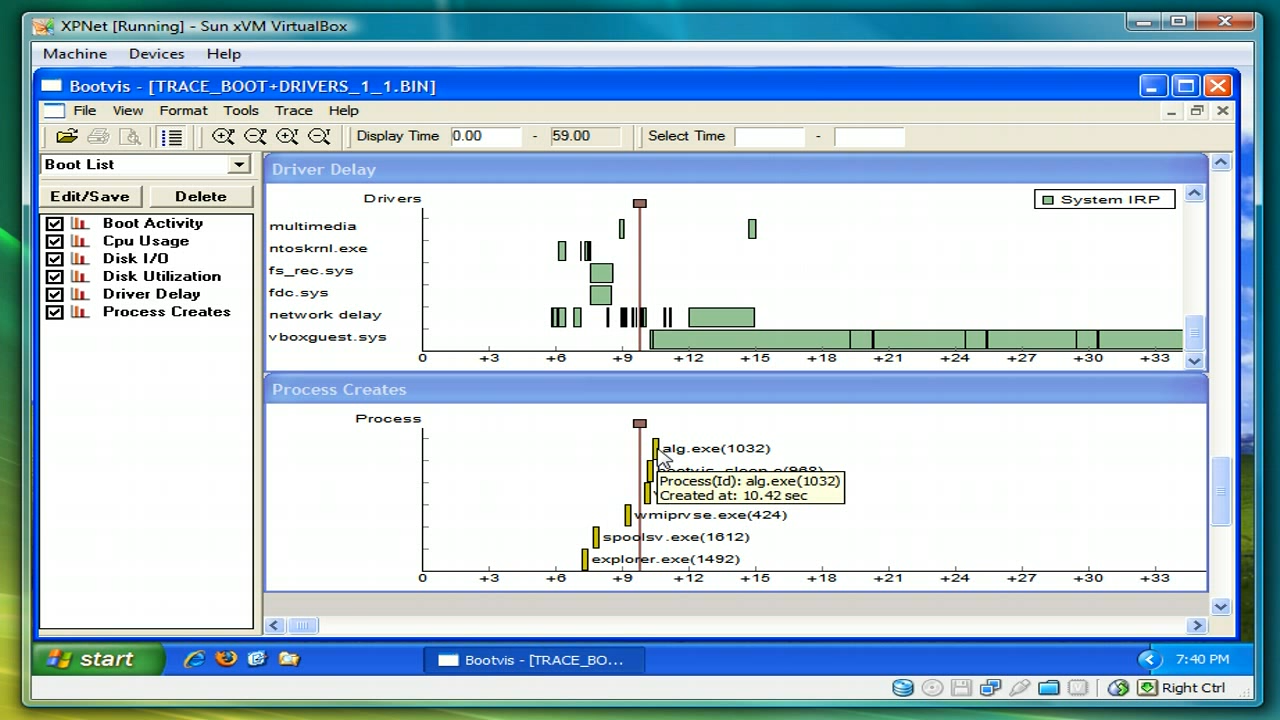 XPNet [Running] - Sun xVM VirtualBox
Machine Devices Help
Bootvis - [TRACE_BOOT+DRIVERS_1_1.BIN]
File View Format Tools Trace Help
Display Time 0.00 - 59.00 Select Time -
Boot List
Edit/Save Delete
Boot Activity
Cpu Usage
Disk I/O
Disk Utilization
Driver Delay
Process Creates
Driver Delay
Drivers
System IRP
multimedia
ntoskrnl.exe
fs_rec.sys
fdc.sys
network delay
vboxguest.sys
0 +3 +6 +9 +12 +15 +18 +21 +24 +27 +30 +33
Process Creates
Process
alg.exe(1032)
Process(Id): alg.exe(1032)
Created at: 10.42 sec
wmiprvse.exe(424)
spoolsv.exe(1612)
explorer.exe(1492)
0 +3 +6 +9 +12 +15 +18 +21 +24 +27 +30 +33
start
Bootvis - [TRACE_BO...
7:40 PM
Right Ctrl